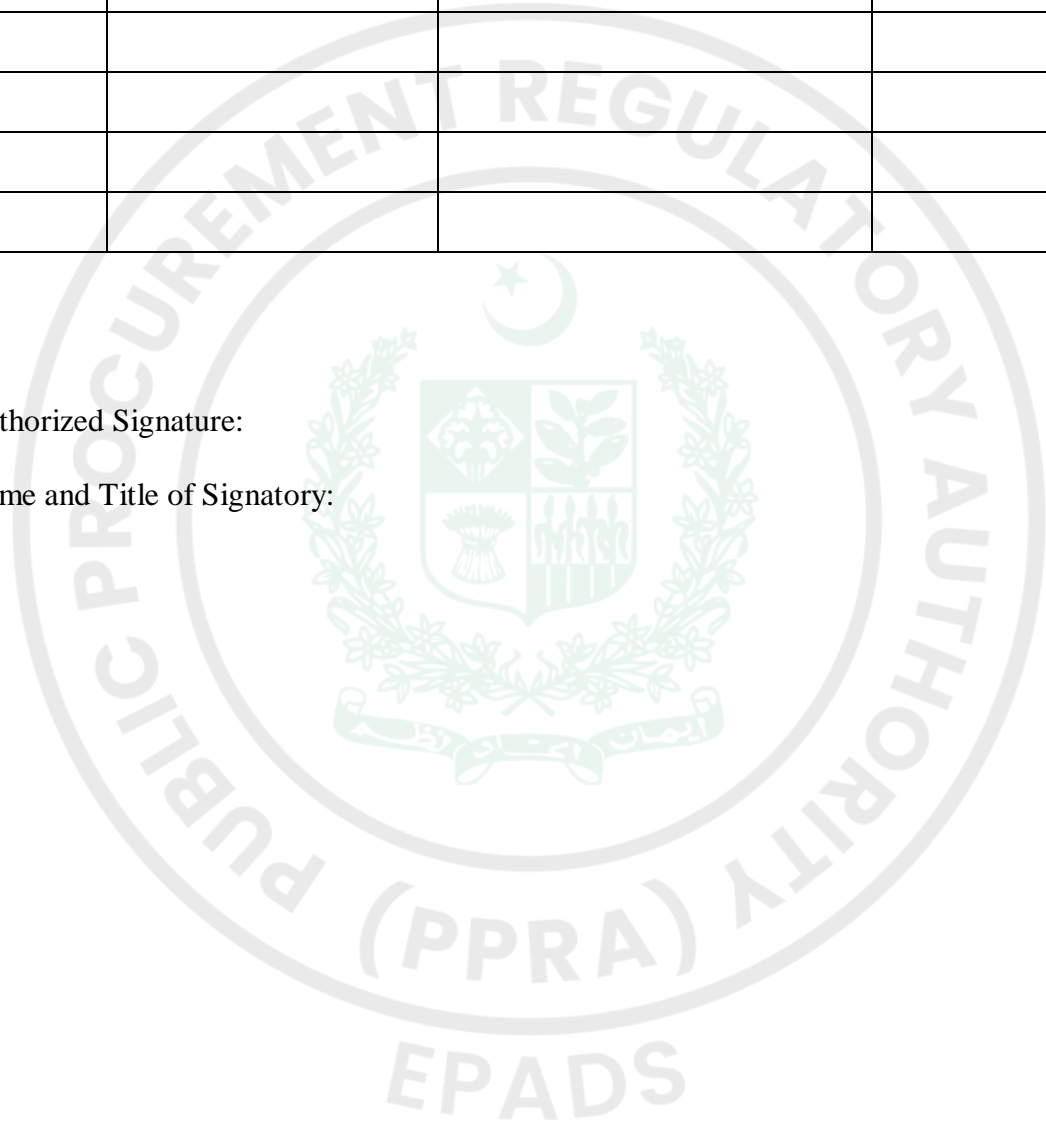 thorized Signature:
me and Title of Signatory:
PUBLIC PROCUREMENT REGULATORY AUTHORITY
(PPRA)
EPADS